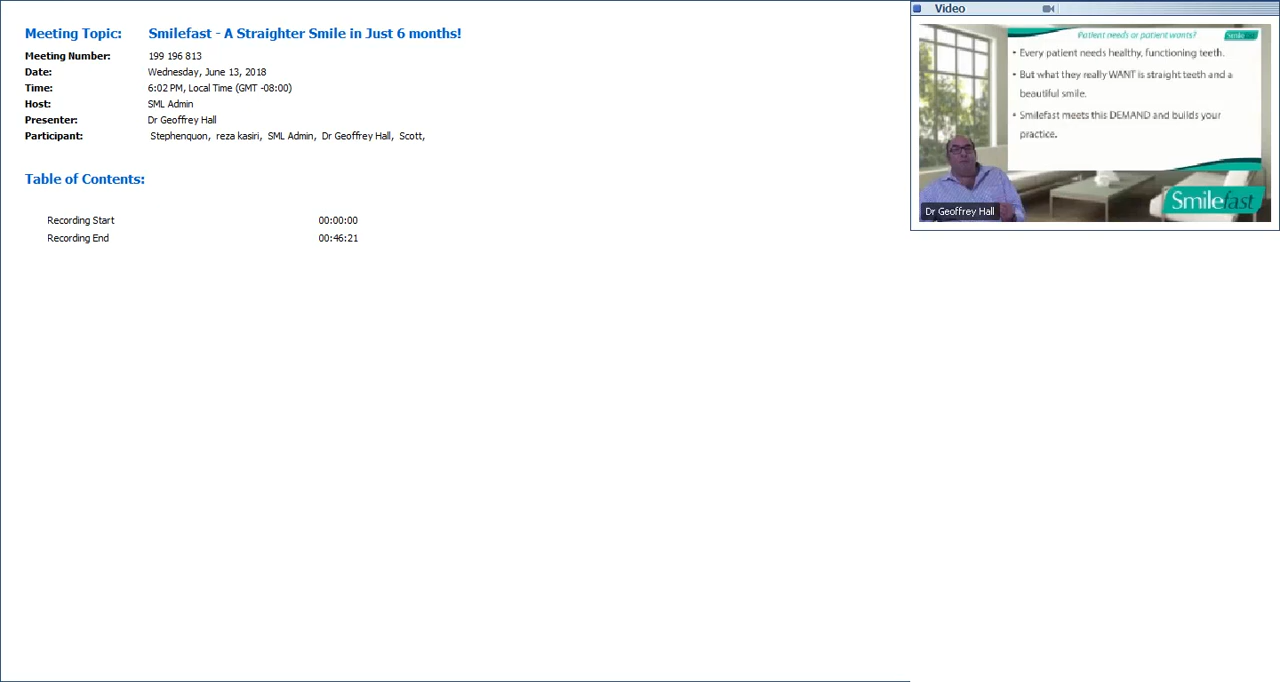 Meeting Topic: Smilefast - A Straighter Smile in Just 6 months!
Meeting Number: 199 196 813
Date: Wednesday, June 13, 2018
Time: 6:02 PM, Local Time (GMT -08:00)
Host: SML Admin
Presenter: Dr Geoffrey Hall
Participant: Stephenquon, reza kasiri, SML Admin, Dr Geoffrey Hall, Scott,
Table of Contents:
Recording Start 00:00:00
Recording End 00:46:21
Video
Patient needs or patient wants?
Smilefast
• Every patient needs healthy, functioning teeth.
• But what they really WANT is straight teeth and a
beautiful smile.
• Smilefast meets this DEMAND and builds your
practice.
Smilefast
Dr Geoffrey Hall